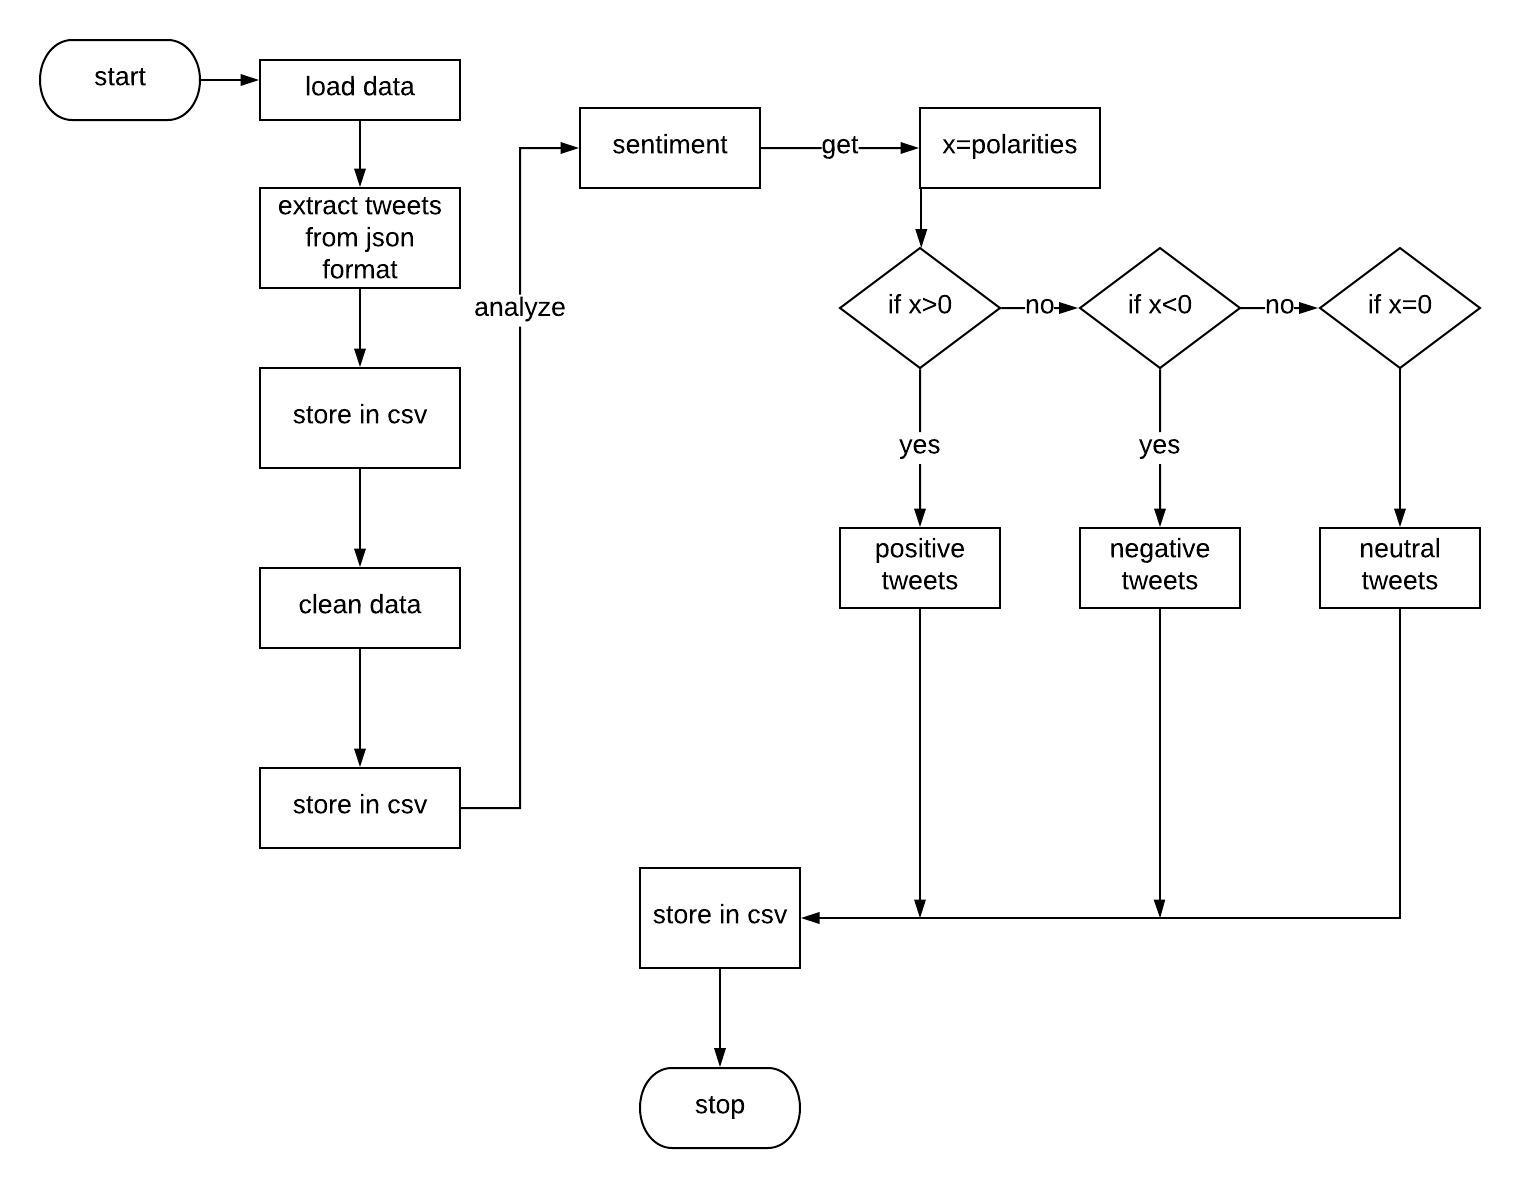 start
load data
extract tweets
from json
format
store in csv
clean data
store in csv
analyze
sentiment
get
x=polarities
if x>0
no
if x<0
no
if x=0
yes
yes
positive
tweets
negative
tweets
neutral
tweets
store in csv
stop